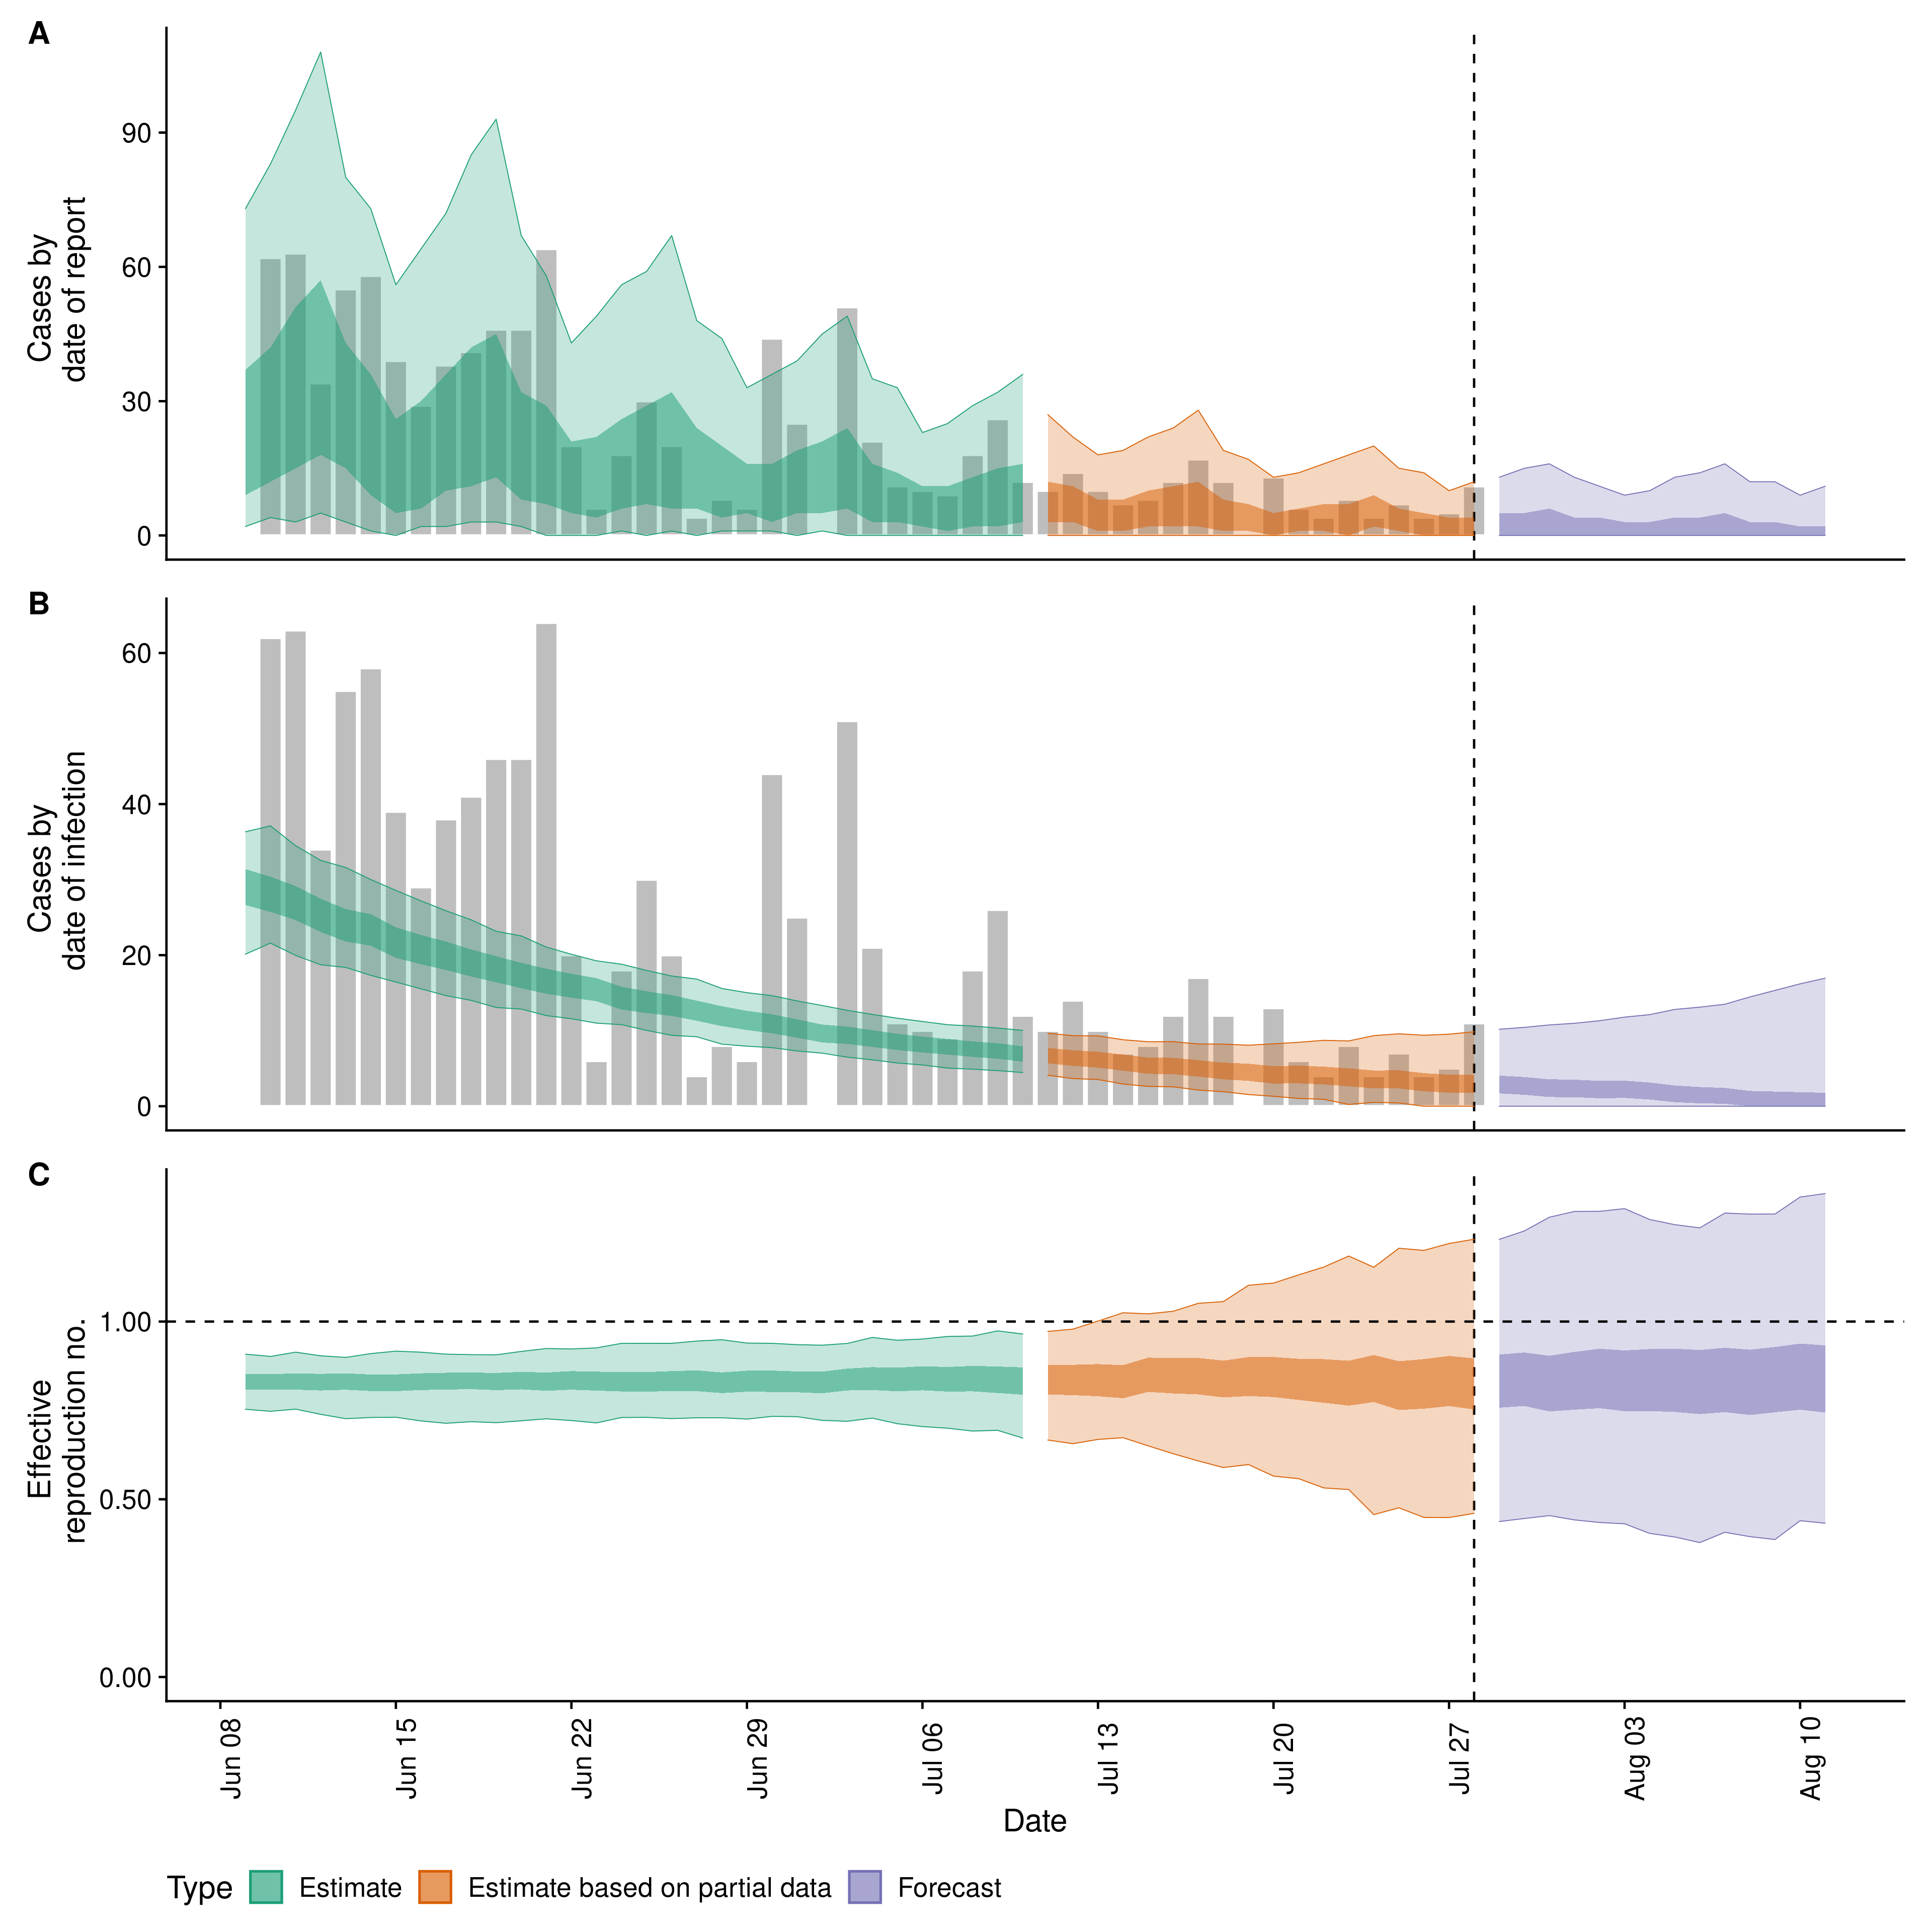 A
Cases by
date of report
90
60
30
0
B
Cases by
date of infection
60
40
20
0
C
Effective
reproduction no.
1.00
0.50
0.00
Jun 08
Jun 15
Jun 22
Jun 29
Jul 06
Jul 13
Jul 20
Jul 27
Aug 03
Aug 10
Date
Type Estimate Estimate based on partial data Forecast